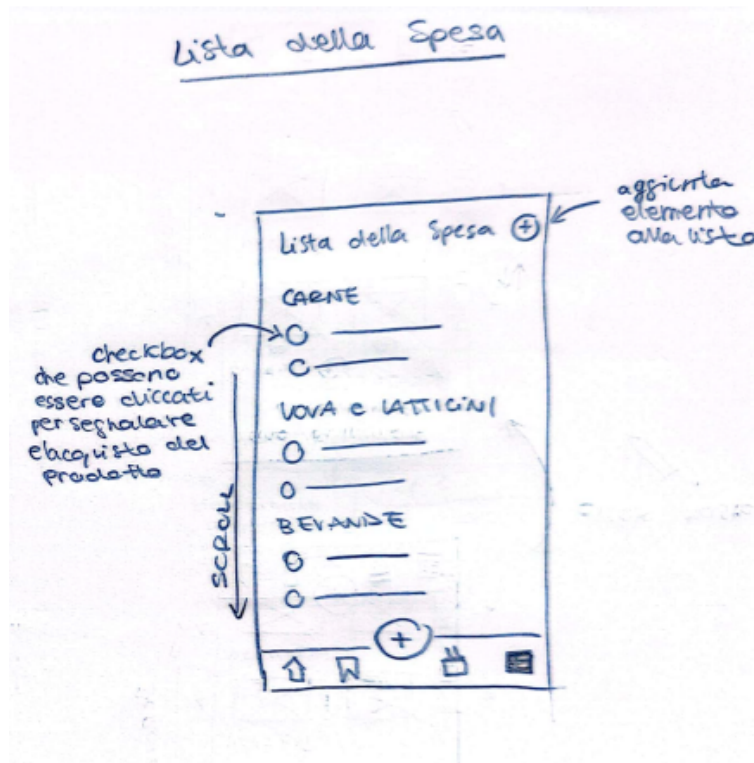 Lista della Spesa
aggiunta
elemento
alla lista
Lista della Spesa +
CARNE
checkbox
che possono
essere cliccati
per segnalare
l'acquisto del
prodotto
UOVA e LATTICINI
SCROLL
BEVANDE
+